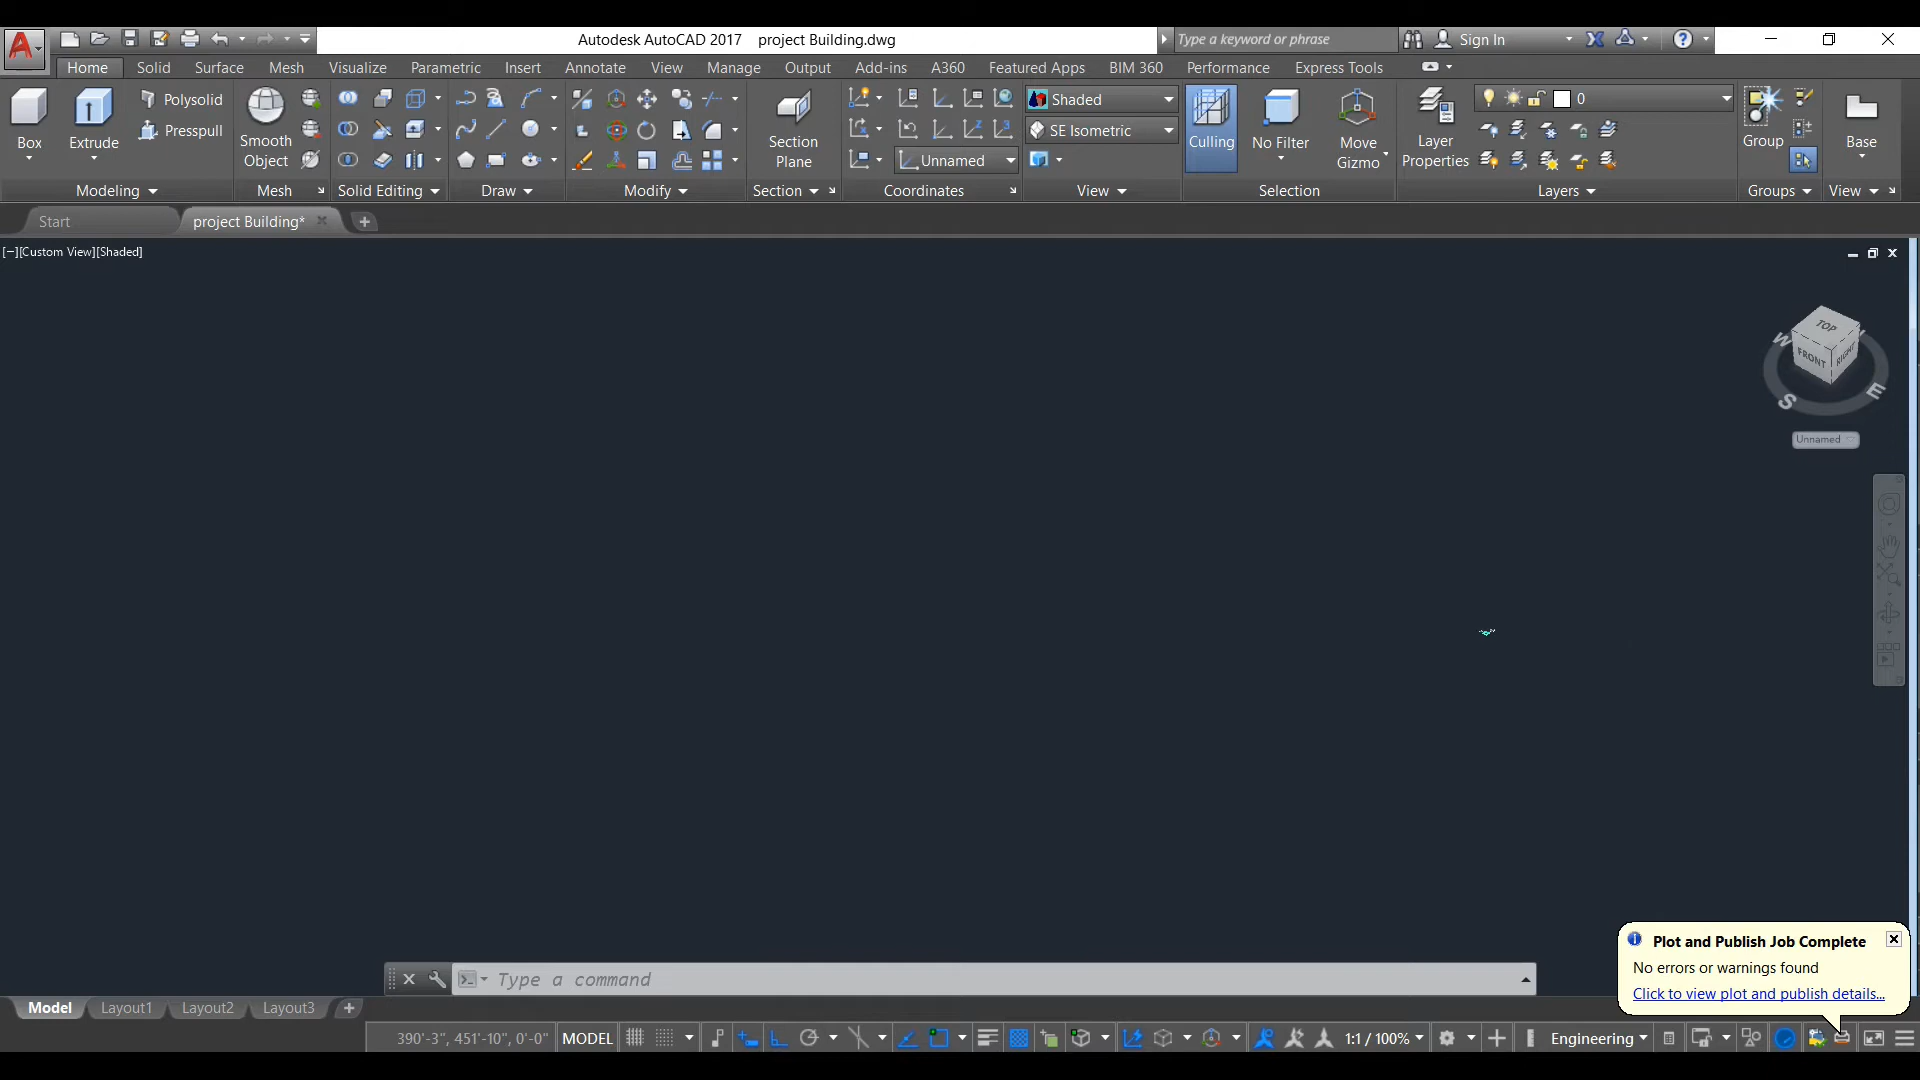 Autodesk AutoCAD 2017 project Building.dwg
Type a keyword or phrase
Sign In
Home Solid Surface Mesh Visualize Parametric Insert Annotate View Manage Output Add-ins A360 Featured Apps BIM 360 Performance Express Tools
Box
Extrude
Polysolid
Presspull
Smooth
Object
Section
Plane
Unnamed
Shaded
SE Isometric
Culling
No Filter
Move
Gizmo
Layer
Properties
0
Group
Base
Modeling Mesh Solid Editing Draw Modify Section Coordinates View Selection Layers Groups View
Start project Building*
[−][Custom View][Shaded]
TOP
FRONT
RIGHT
W
S
E
Unnamed
Plot and Publish Job Complete
No errors or warnings found
Click to view plot and publish details...
Type a command
Model Layout1 Layout2 Layout3
390'-3", 451'-10", 0'-0" MODEL 1:1 / 100% Engineering